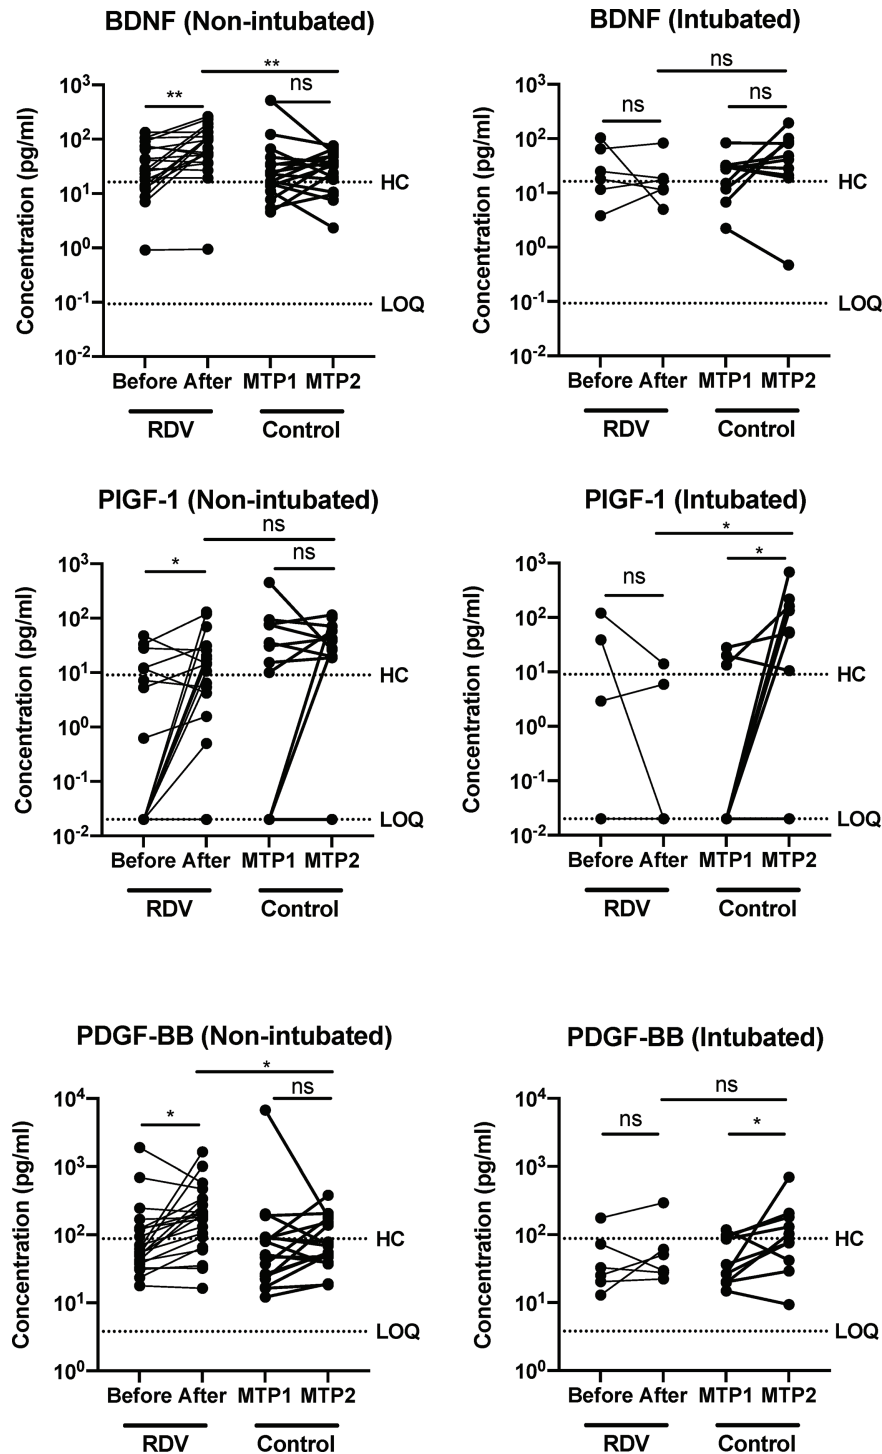 BDNF (Non-intubated)
**
ns
**
Concentration (pg/ml)
10³
10²
10¹
10⁰
10⁻¹
10⁻²
HC
LOQ
Before After MTP1 MTP2
RDV Control
BDNF (Intubated)
ns
ns
ns
Concentration (pg/ml)
10³
10²
10¹
10⁰
10⁻¹
10⁻²
HC
LOQ
Before After MTP1 MTP2
RDV Control
PIGF-1 (Non-intubated)
ns
ns
*
Concentration (pg/ml)
10³
10²
10¹
10⁰
10⁻¹
10⁻²
HC
LOQ
Before After MTP1 MTP2
RDV Control
PIGF-1 (Intubated)
*
*
ns
Concentration (pg/ml)
10³
10²
10¹
10⁰
10⁻¹
10⁻²
HC
LOQ
Before After MTP1 MTP2
RDV Control
PDGF-BB (Non-intubated)
*
ns
*
Concentration (pg/ml)
10⁴
10³
10²
10¹
10⁰
HC
LOQ
Before After MTP1 MTP2
RDV Control
PDGF-BB (Intubated)
ns
ns
*
Concentration (pg/ml)
10⁴
10³
10²
10¹
10⁰
HC
LOQ
Before After MTP1 MTP2
RDV Control